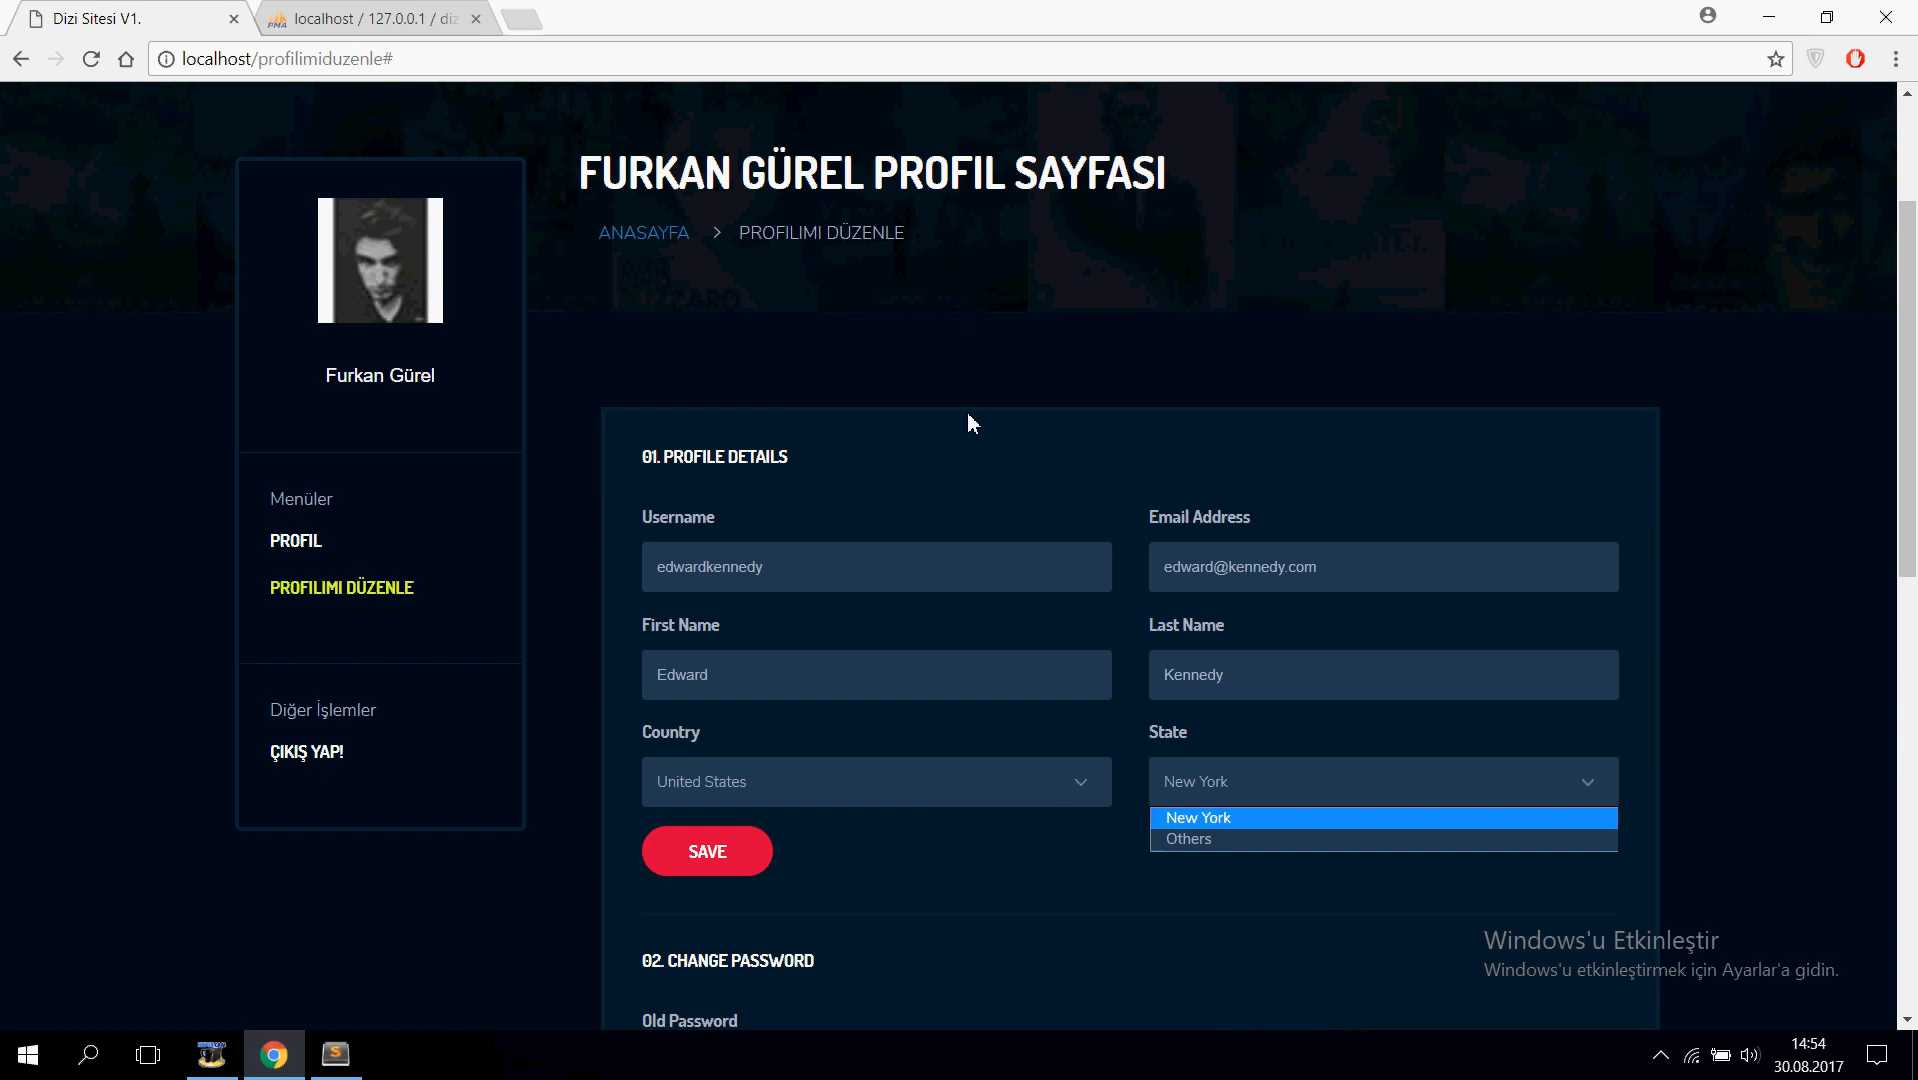 Dizi Sitesi V1.
localhost / 127.0.0.1 / diz
localhost/profilimiduzenle#
FURKAN GÜREL PROFIL SAYFASI
ANASAYFA > PROFILIMI DÜZENLE
Furkan Gürel
Menüler
PROFIL
PROFILIMI DÜZENLE
Diğer İşlemler
ÇIKIŞ YAP!
01. PROFILE DETAILS
Username
Email Address
edwardkennedy
edward@kennedy.com
First Name
Last Name
Edward
Kennedy
Country
State
United States
New York
New York
Others
SAVE
02. CHANGE PASSWORD
Old Password
Windows'u Etkinleştir
Windows'u etkinleştirmek için Ayarlar'a gidin.
14:54
30.08.2017